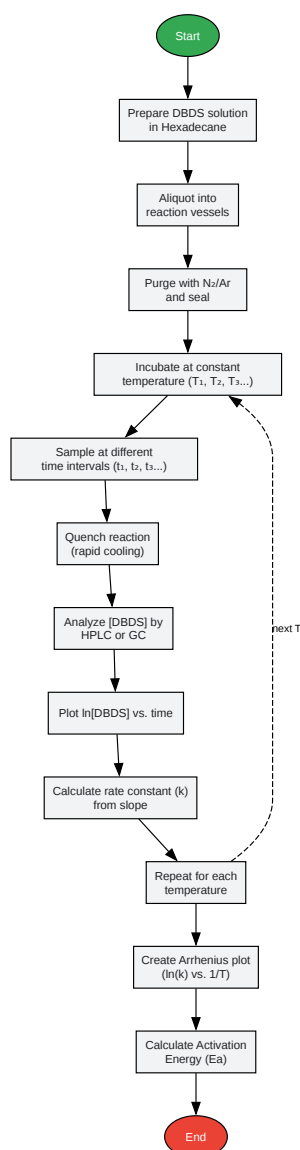 Start
Prepare DBDS solution
in Hexadecane
Aliquot into
reaction vessels
Purge with N₂/Ar
and seal
Incubate at constant
temperature (T₁, T₂, T₃...)
Sample at different
time intervals (t₁, t₂, t₃...)
Quench reaction
(rapid cooling)
Analyze [DBDS] by
HPLC or GC
next T
Plot ln[DBDS] vs. time
Calculate rate constant (k)
from slope
Repeat for each
temperature
Create Arrhenius plot
(ln(k) vs. 1/T)
Calculate Activation
Energy (Ea)
End